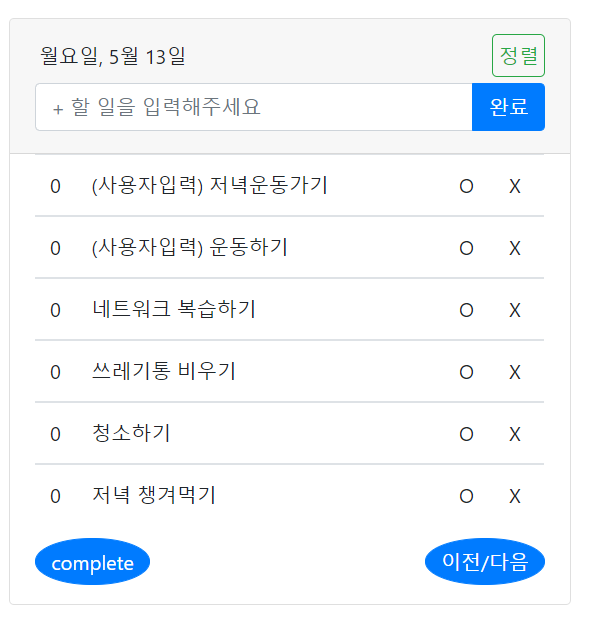 월요일, 5월 13일 정렬
+ 할 일을 입력해주세요 완료
0 (사용자입력) 저녁운동가기 O X
0 (사용자입력) 운동하기 O X
0 네트워크 복습하기 O X
0 쓰레기통 비우기 O X
0 청소하기 O X
0 저녁 챙겨먹기 O X
complete 이전/다음